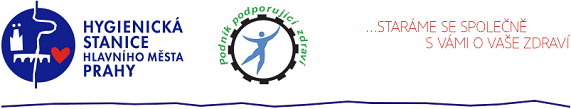 HYGIENICKÁ
STANICE
HLAVNÍHO MĚSTA
PRAHY
Podnik podporující zdraví
...STARÁME SE SPOLEČNĚ
S VÁMI O VAŠE ZDRAVÍ